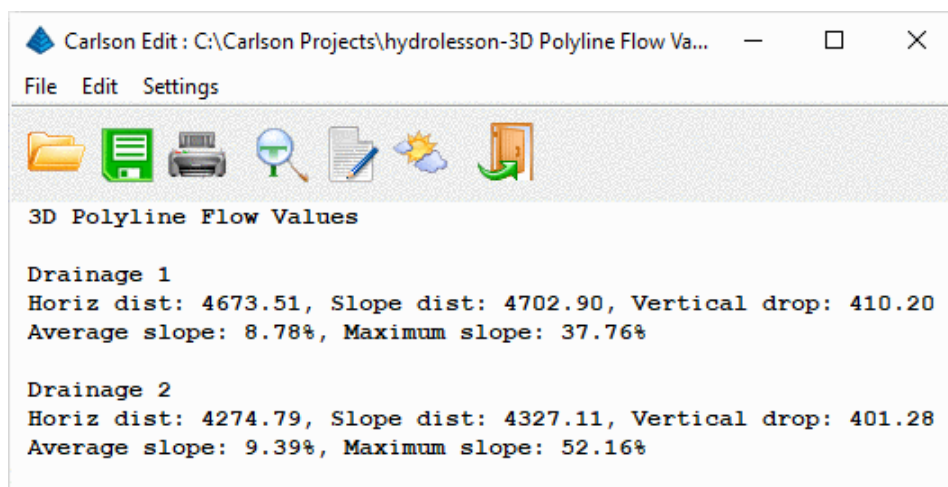 Carlson Edit : C:\Carlson Projects\hydrolesson-3D Polyline Flow Va...
File Edit Settings
3D Polyline Flow Values
Drainage 1
Horiz dist: 4673.51, Slope dist: 4702.90, Vertical drop: 410.20
Average slope: 8.78%, Maximum slope: 37.76%
Drainage 2
Horiz dist: 4274.79, Slope dist: 4327.11, Vertical drop: 401.28
Average slope: 9.39%, Maximum slope: 52.16%